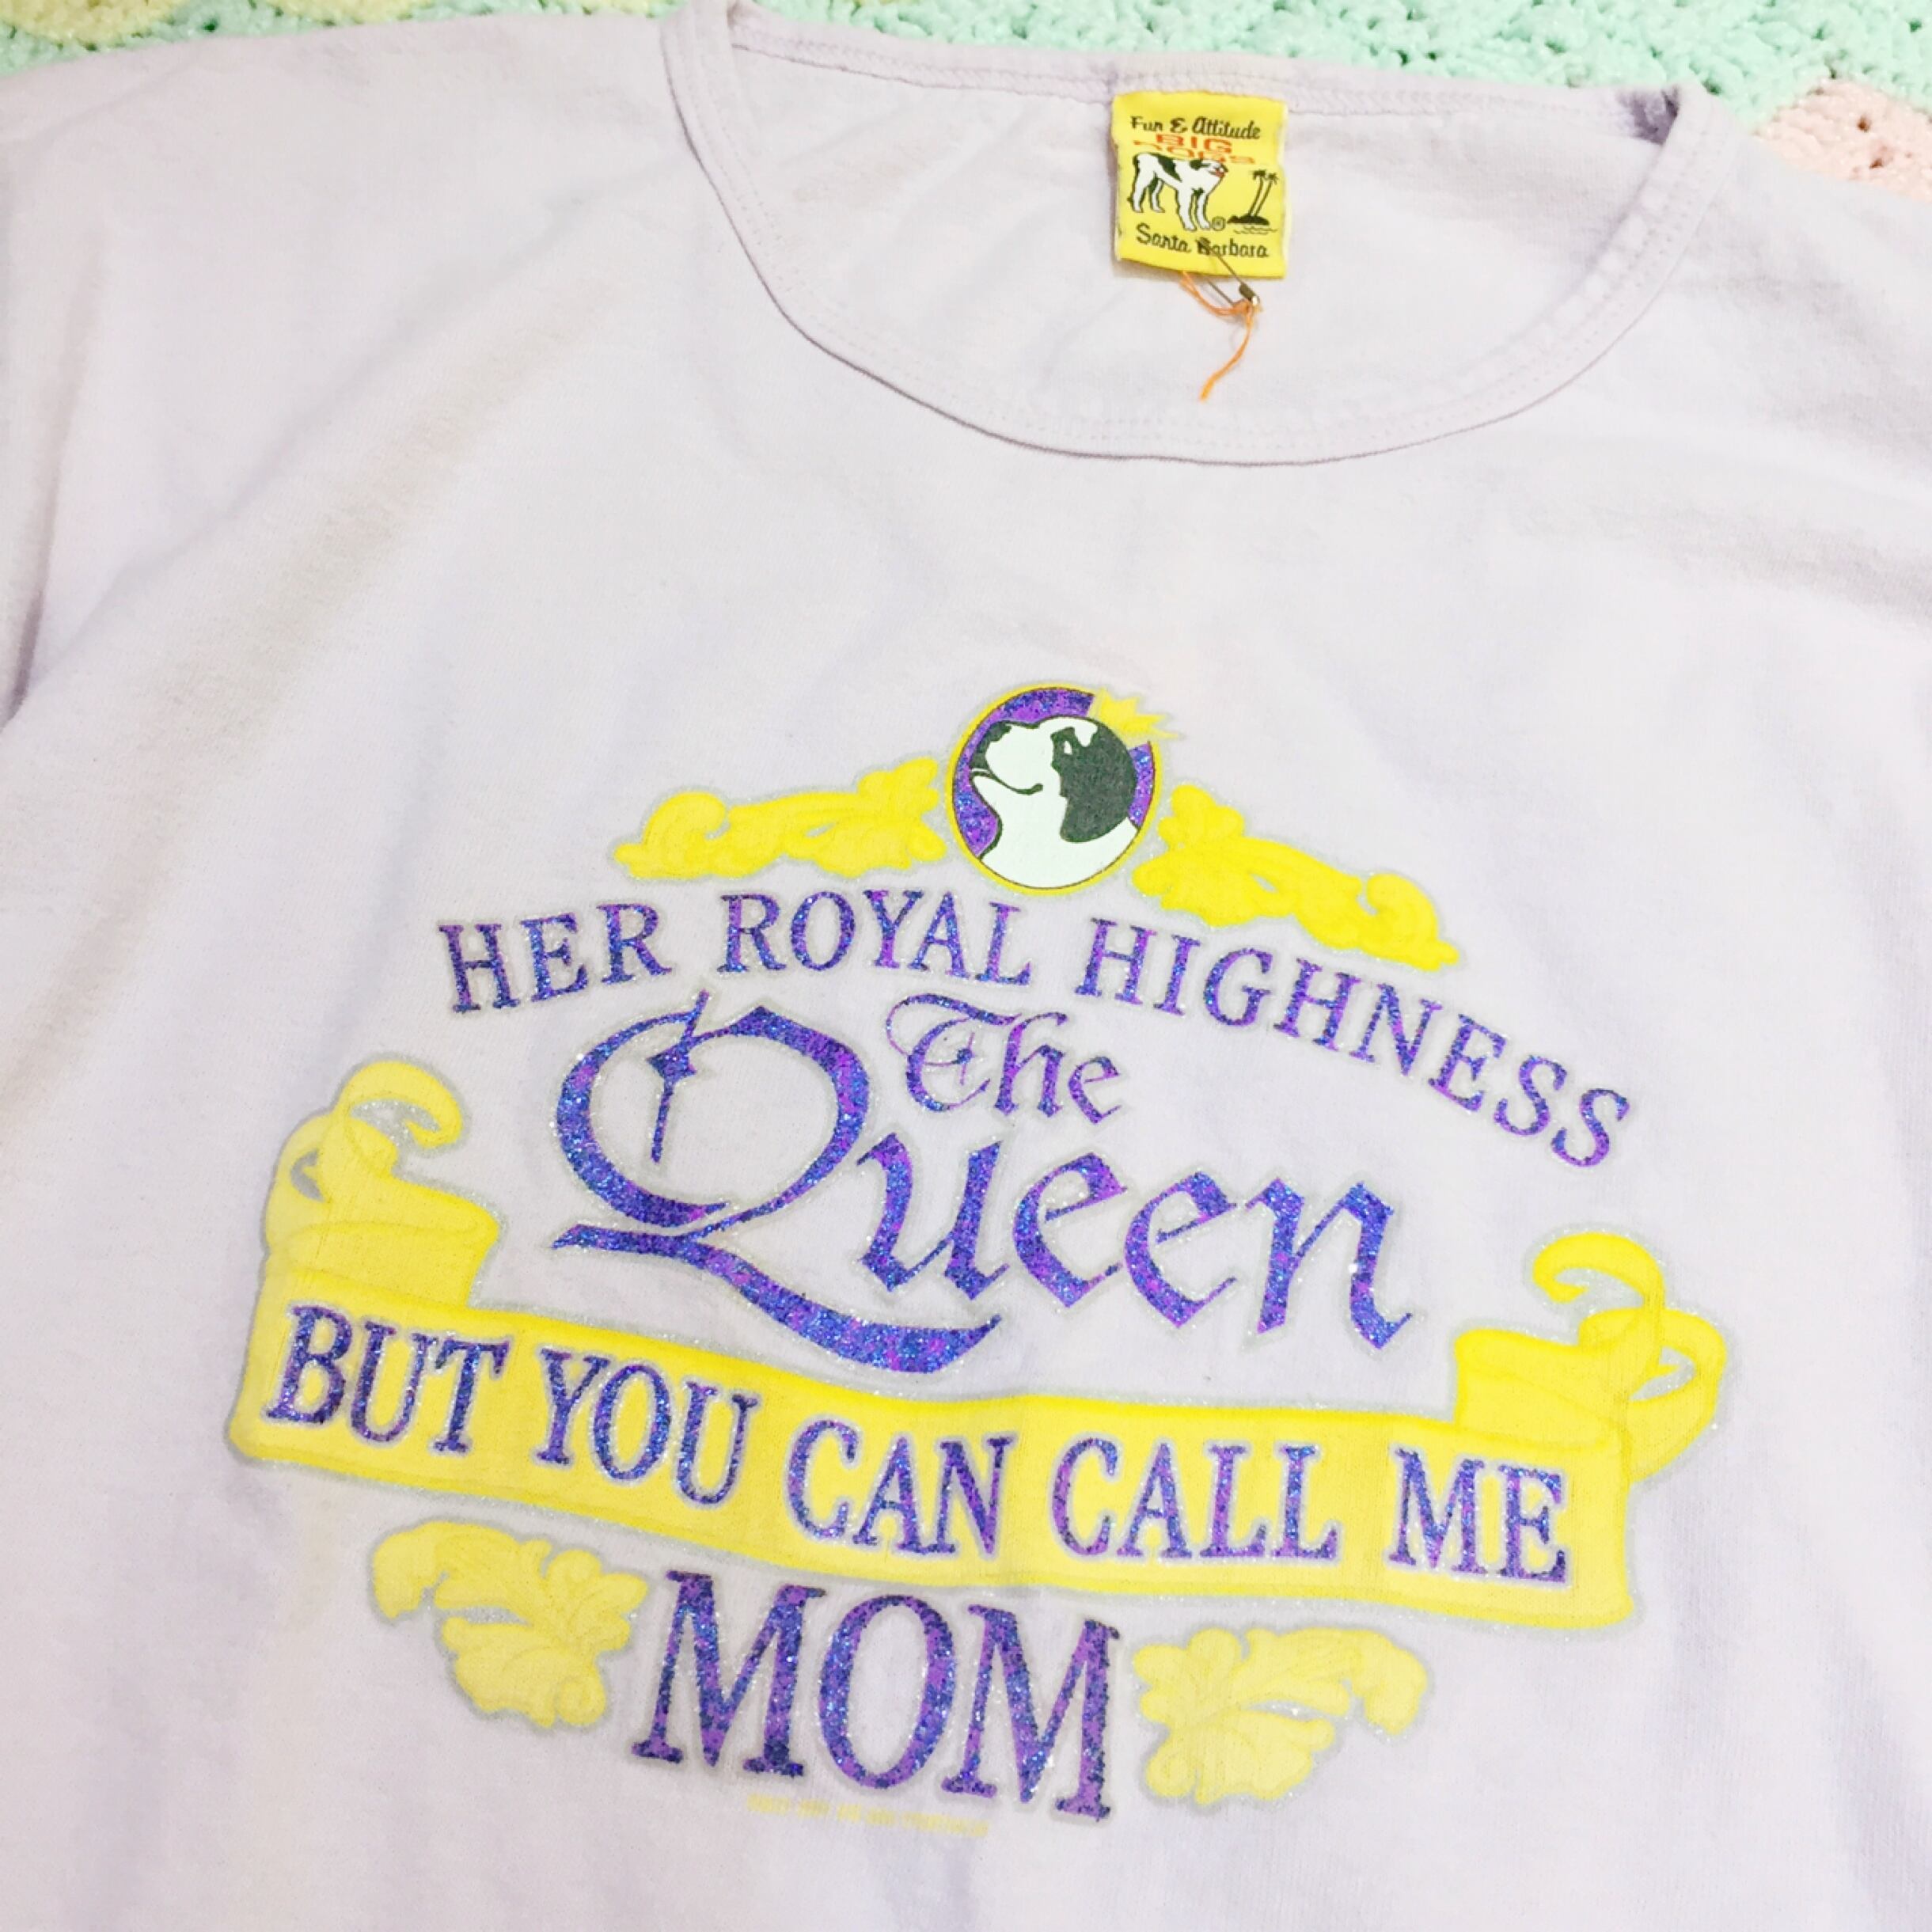 Fun & Attitude
BIG
DOGS
®
Santa Barbara
HER ROYAL HIGHNESS
The
Queen
BUT YOU CAN CALL ME
MOM